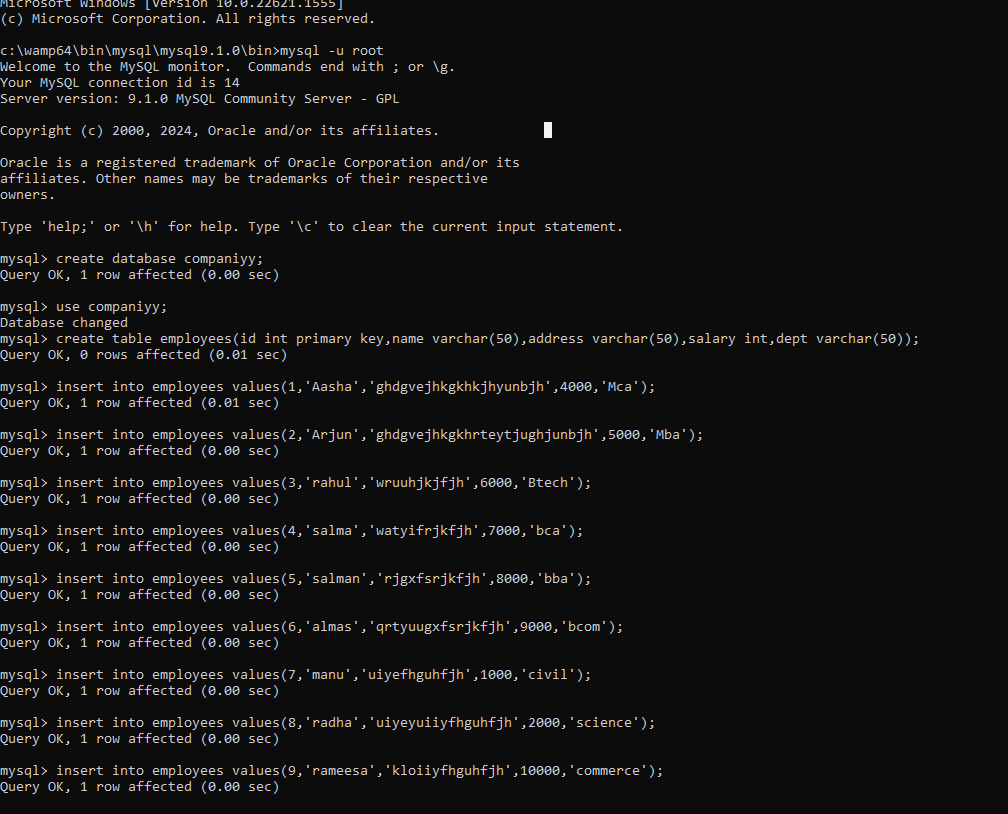 Microsoft Windows [Version 10.0.22621.1555]
(c) Microsoft Corporation. All rights reserved.
c:\wamp64\bin\mysql\mysql9.1.0\bin>mysql -u root
Welcome to the MySQL monitor.  Commands end with ; or \g.
Your MySQL connection id is 14
Server version: 9.1.0 MySQL Community Server - GPL
Copyright (c) 2000, 2024, Oracle and/or its affiliates.
Oracle is a registered trademark of Oracle Corporation and/or its
affiliates. Other names may be trademarks of their respective
owners.
Type 'help;' or '\h' for help. Type '\c' to clear the current input statement.
mysql> create database companiyy;
Query OK, 1 row affected (0.00 sec)
mysql> use companiyy;
Database changed
mysql> create table employees(id int primary key,name varchar(50),address varchar(50),salary int,dept varchar(50));
Query OK, 0 rows affected (0.01 sec)
mysql> insert into employees values(1,'Aasha','ghdgvejhkgkhkjhyunbjh',4000,'Mca');
Query OK, 1 row affected (0.01 sec)
mysql> insert into employees values(2,'Arjun','ghdgvejhkgkhrteytjughjunbjh',5000,'Mba');
Query OK, 1 row affected (0.00 sec)
mysql> insert into employees values(3,'rahul','wruuhjkjfjh',6000,'Btech');
Query OK, 1 row affected (0.00 sec)
mysql> insert into employees values(4,'salma','watyifrjkfjh',7000,'bca');
Query OK, 1 row affected (0.00 sec)
mysql> insert into employees values(5,'salman','rjgxfsrjkfjh',8000,'bba');
Query OK, 1 row affected (0.00 sec)
mysql> insert into employees values(6,'almas','qrtyuugxfsrjkfjh',9000,'bcom');
Query OK, 1 row affected (0.00 sec)
mysql> insert into employees values(7,'manu','uiyefhguhfjh',1000,'civil');
Query OK, 1 row affected (0.00 sec)
mysql> insert into employees values(8,'radha','uiyeyuiiyfhguhfjh',2000,'science');
Query OK, 1 row affected (0.00 sec)
mysql> insert into employees values(9,'rameesa','kloiiyfhguhfjh',10000,'commerce');
Query OK, 1 row affected (0.00 sec)